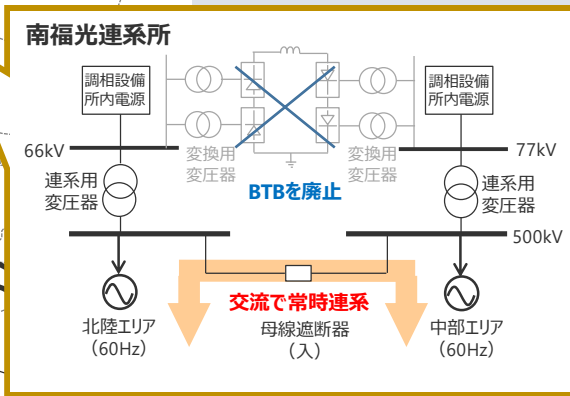 南福光連系所
調相設備
所内電源
調相設備
所内電源
66kV
変換用
変圧器
変換用
変圧器
77kV
連系用
変圧器
BTBを廃止
連系用
変圧器
500kV
交流で常時連系
北陸エリア
(60Hz)
母線遮断器
(入)
中部エリア
(60Hz)